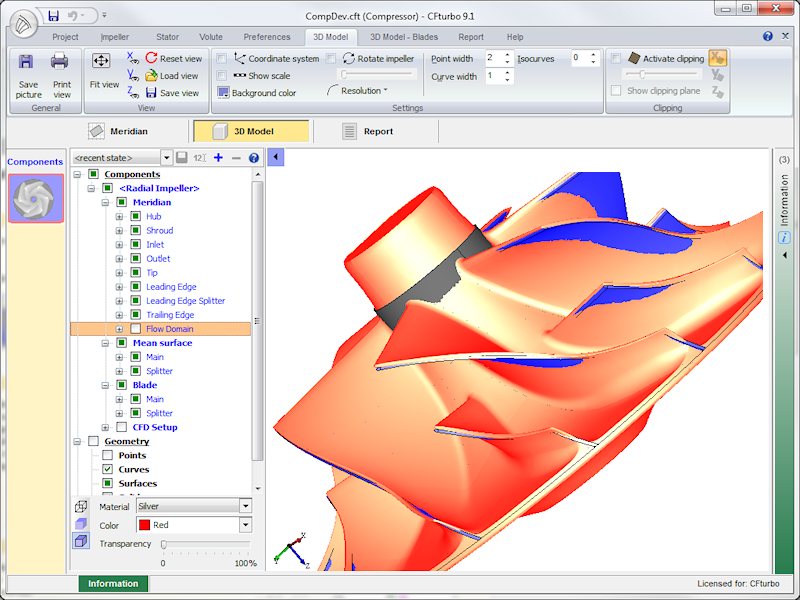 CompDev.cft (Compressor) - CFturbo 9.1
Project Impeller Stator Volute Preferences 3D Model 3D Model - Blades Report Help
Save picture
Print view
General
Fit view
X
Y
Z
Reset view
Load view
Save view
View
Coordinate system
Show scale
Background color
Rotate impeller
Resolution
Point width 2
Curve width 1
Isocurves 0
Settings
Activate clipping
Show clipping plane
X
Y
Z
Clipping
Meridian 3D Model Report
Components
<recent state>
Components
<Radial Impeller>
Meridian
Hub
Shroud
Inlet
Outlet
Tip
Leading Edge
Leading Edge Splitter
Trailing Edge
Flow Domain
Mean surface
Main
Splitter
Blade
Main
Splitter
CFD Setup
Geometry
Points
Curves
Surfaces
Material Silver
Color Red
Transparency
0 100%
X
Y
Z
(3)
Information
i
Information
Licensed for: CFturbo